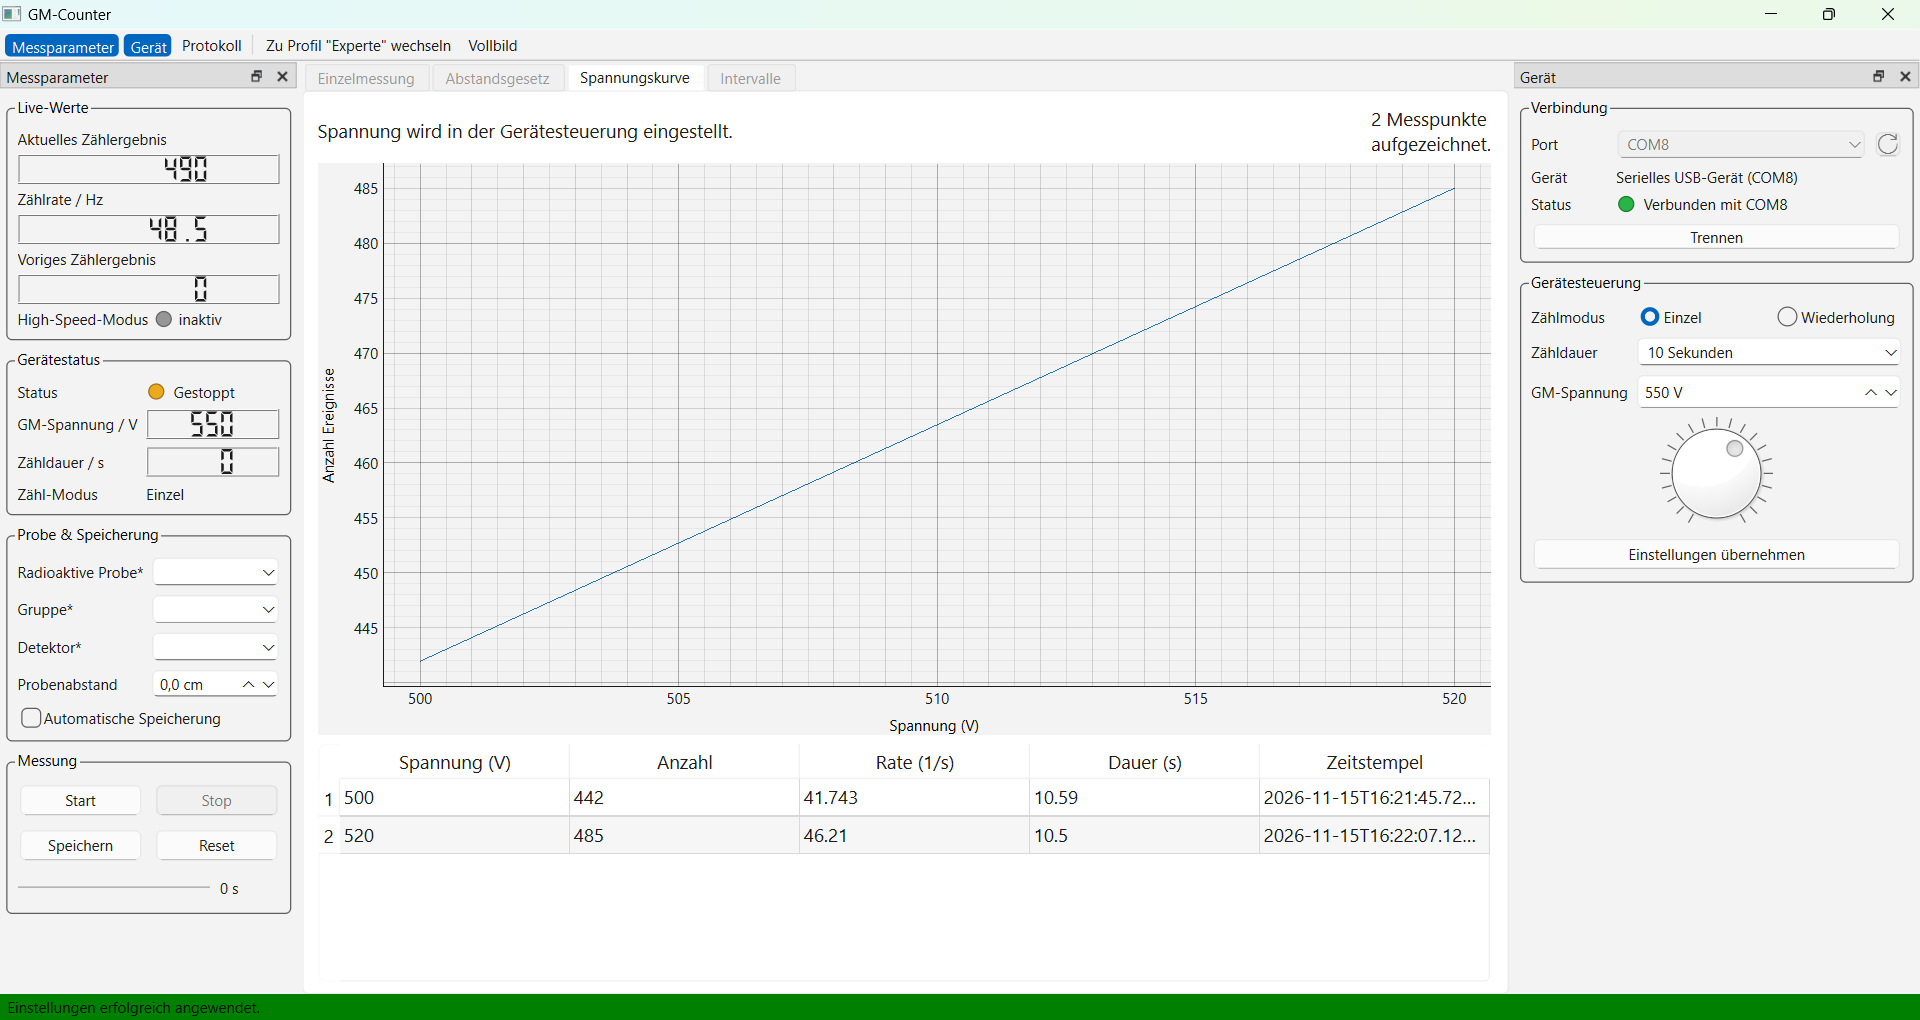 GM-Counter
Messparameter Gerät Protokoll Zu Profil "Experte" wechseln Vollbild
Messparameter
Live-Werte
Aktuelles Zählergebnis
490
Zählrate / Hz
48.5
Voriges Zählergebnis
0
High-Speed-Modus inaktiv
Gerätestatus
Status Gestoppt
GM-Spannung / V 550
Zähldauer / s 0
Zähl-Modus Einzel
Probe & Speicherung
Radioaktive Probe*
Gruppe*
Detektor*
Probenabstand 0,0 cm
Automatische Speicherung
Messung
Start Stop
Speichern Reset
0 s
Einzelmessung Abstandsgesetz Spannungskurve Intervalle
Spannung wird in der Gerätesteuerung eingestellt.
2 Messpunkte
aufgezeichnet.
Anzahl Ereignisse
485
480
475
470
465
460
455
450
445
500 505 510 515 520
Spannung (V)
Spannung (V) Anzahl Rate (1/s) Dauer (s) Zeitstempel
1 500 442 41.743 10.59 2026-11-15T16:21:45.72...
2 520 485 46.21 10.5 2026-11-15T16:22:07.12...
Gerät
Verbindung
Port COM8
Gerät Serielles USB-Gerät (COM8)
Status Verbunden mit COM8
Trennen
Gerätesteuerung
Zählmodus Einzel Wiederholung
Zähldauer 10 Sekunden
GM-Spannung 550 V
Einstellungen übernehmen
Einstellungen erfolgreich angewendet.